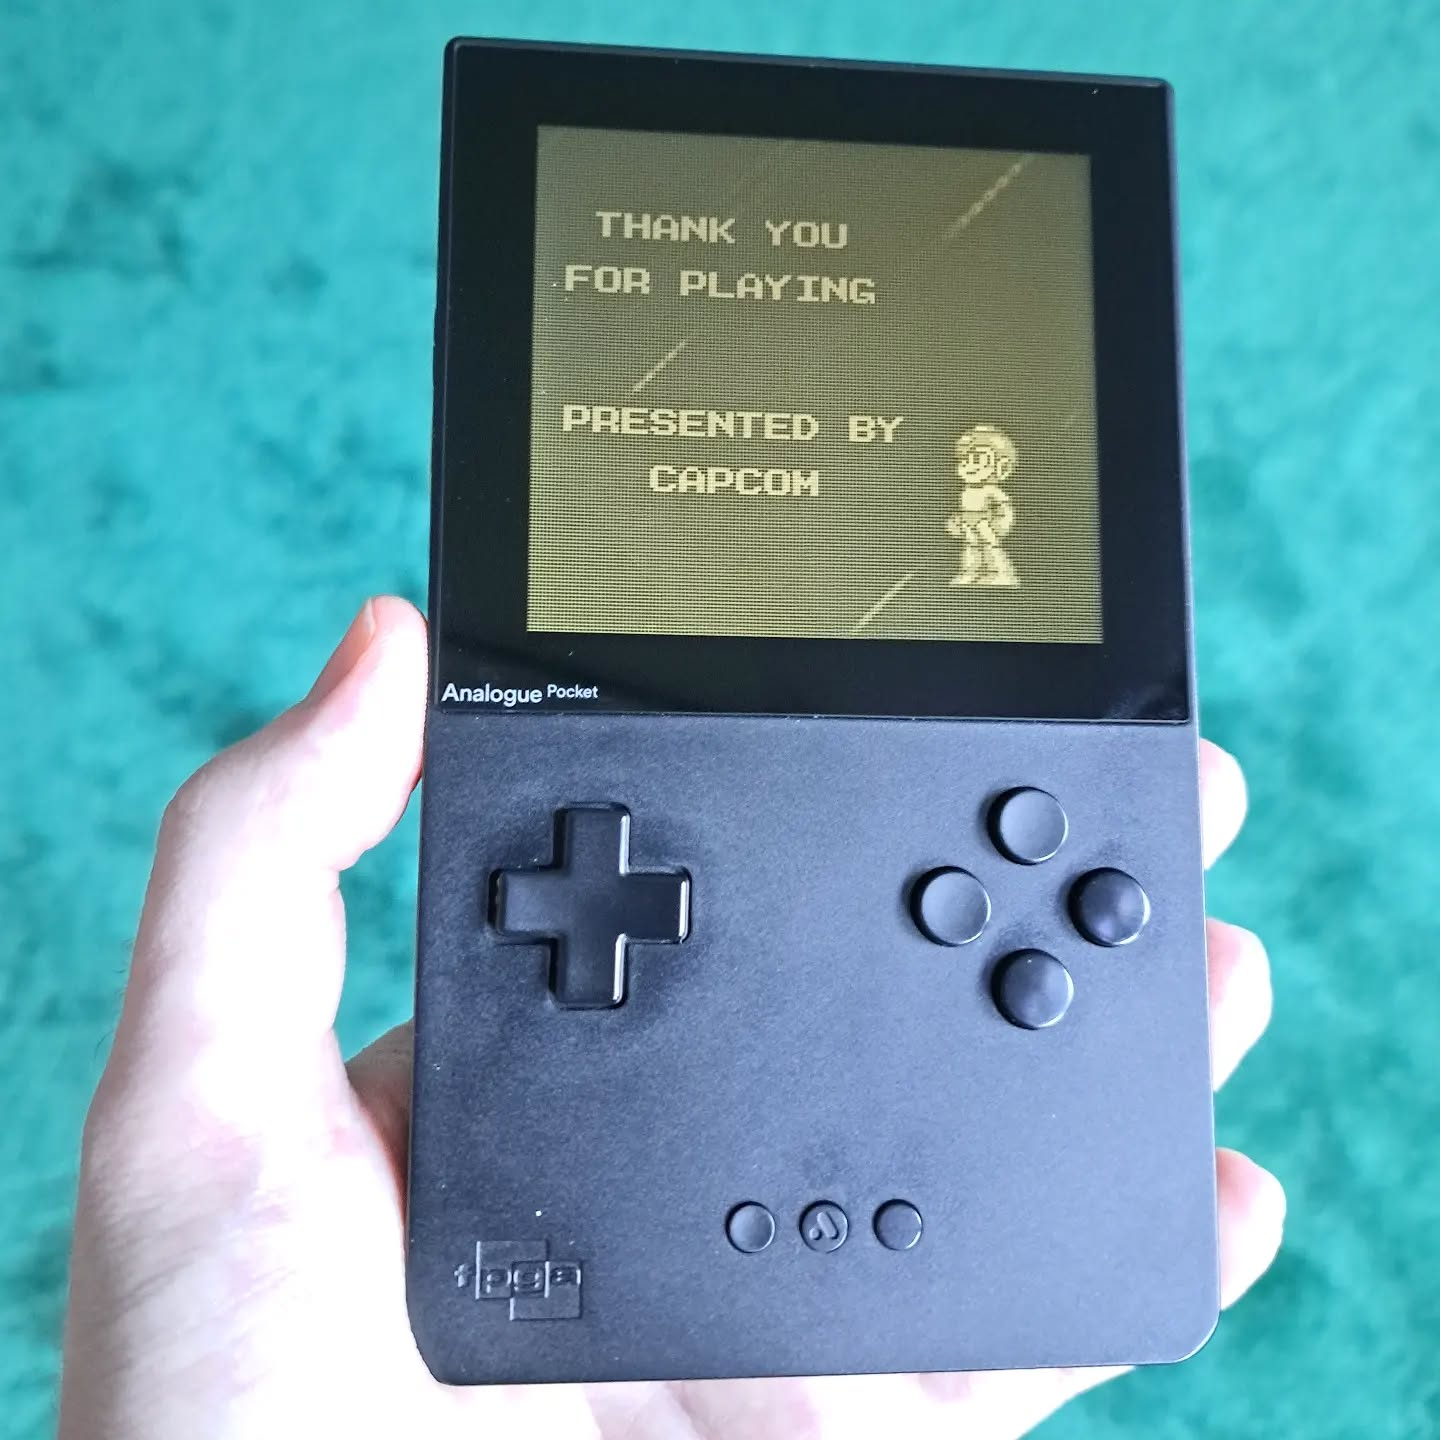 THANK YOU
FOR PLAYING
PRESENTED BY
CAPCOM
Analogue Pocket
fpga